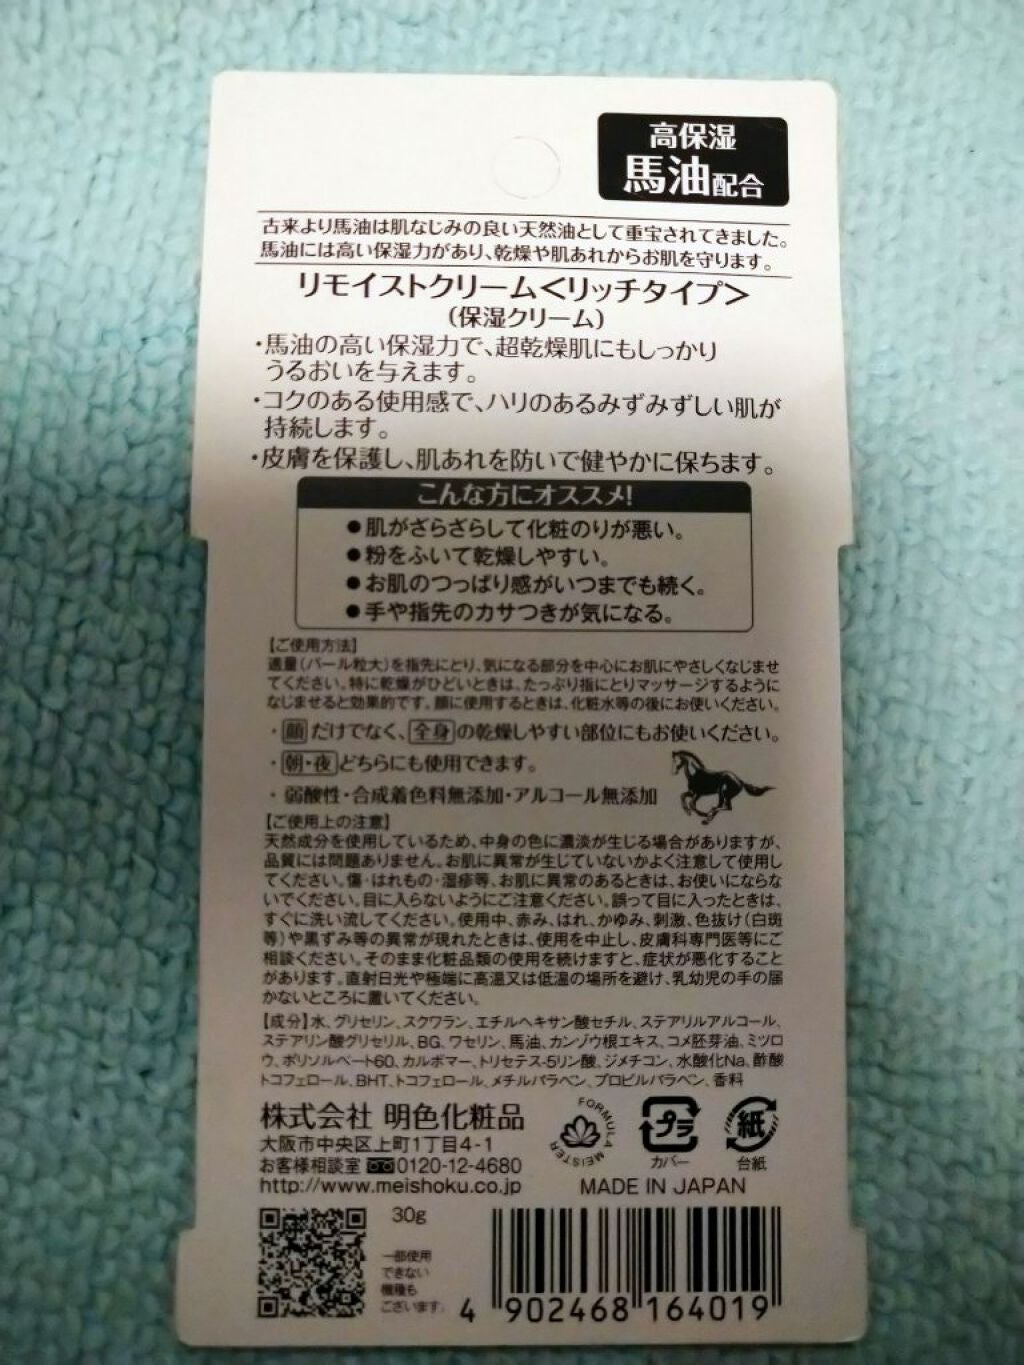 高保湿
馬油配合
古来より馬油は肌なじみの良い天然油として重宝されてきました。
馬油には高い保湿力があり、乾燥や肌あれからお肌を守ります。
リモイストクリーム<リッチタイプ>
(保湿クリーム)
・馬油の高い保湿力で、超乾燥肌にもしっかり
うるおいを与えます。
・コクのある使用感で、ハリのあるみずみずしい肌が
持続します。
・皮膚を保護し、肌あれを防いで健やかに保ちます。
こんな方にオススメ!
●肌がざらざらして化粧のりが悪い。
●粉をふいて乾燥しやすい。
●お肌のつっぱり感がいつまでも続く。
●手や指先のカサつきが気になる。
【ご使用方法】
適量(パール粒大)を指先にとり、気になる部分を中心にお肌にやさしくなじませ
てください。特に乾燥がひどいときは、たっぷり指にとりマッサージするように
なじませると効果的です。顔に使用するときは、化粧水等の後にお使いください。
・顔だけでなく、全身の乾燥しやすい部位にもお使いください。
・朝・夜どちらにも使用できます。
・弱酸性・合成着色料無添加・アルコール無添加
【ご使用上の注意】
天然成分を使用しているため、中身の色に濃淡が生じる場合がありますが、
品質には問題ありません。お肌に異常が生じていないかよく注意して使用し
てください。傷・はれもの・湿疹等、お肌に異常のあるときは、お使いにならな
いでください。目に入らないようにご注意ください。誤って目に入ったときは、
すぐに洗い流してください。使用中、赤み、はれ、かゆみ、刺激、色抜け(白斑
等)や黒ずみ等の異常が現れたときは、使用を中止し、皮膚科専門医等にご
相談ください。そのまま化粧品類の使用を続けますと、症状が悪化すること
があります。直射日光や極端に高温又は低温の場所を避け、乳幼児の手の届
かないところに置いてください。
【成分】水、グリセリン、スクワラン、エチルヘキサン酸セチル、ステアリルアルコール、
ステアリン酸グリセリル、BG、ワセリン、馬油、カンゾウ根エキス、コメ胚芽油、ミツロ
ウ、ポリソルベート60、カルボマー、トリセテス-5リン酸、ジメチコン、水酸化Na、酢酸
トコフェロール、BHT、トコフェロール、メチルパラベン、プロピルパラベン、香料
株式会社 明色化粧品
大阪市中央区上町1丁目4-1
お客様相談室 0120-12-4680
http://www.meishoku.co.jp
FORMULA MEISTER
プラ
カバー
紙
台紙
MADE IN JAPAN
30g
一部使用
できない
機種も
ございます。
4 902468 164019